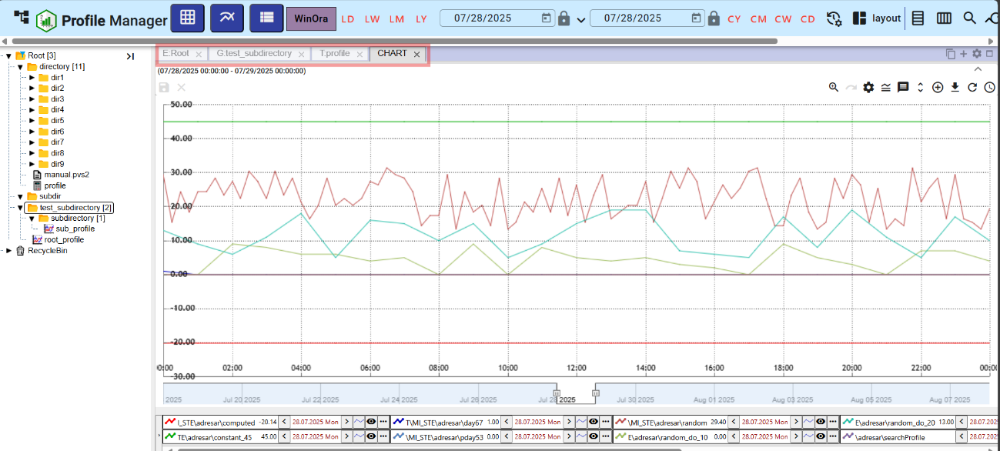 Profile Manager
WinOra
LD LW LM LY
07/28/2025
07/28/2025
CY CM CW CD
layout
Root [3]
directory [11]
dir1
dir2
dir3
dir4
dir5
dir6
dir7
dir8
dir9
manual.pvs2
profile
subdir
test_subdirectory [2]
subdirectory [1]
sub_profile
root_profile
RecycleBin
E:Root
G:test_subdirectory
T:profile
CHART
(07/28/2025 00:00:00 - 07/29/2025 00:00:00)
50.00
40.00
30.00
20.00
10.00
0.00
-10.00
-20.00
-30.00
0:00 02:00 04:00 06:00 08:00 10:00 12:00 14:00 16:00 18:00 20:00 22:00 00:0
2025 Jul 20 2025 Jul 22 2025 Jul 24 2025 Jul 26 2025 Jul 28 2025 Jul 30 2025 Aug 01 2025 Aug 03 2025 Aug 05 2025 Aug 07 2025
I_STE\adresar\computed -20.14 28.07.2025 Mon T\MI_STE\adresar\day67 1.00 28.07.2025 Mon \MI_STE\adresar\random 29.40 28.07.2025 Mon E\adresar\random_do_20 13.00 28.07.202
TE\adresar\constant_45 45.00 28.07.2025 Mon \MI_STE\adresar\pday53 0.00 28.07.2025 Mon E\adresar\random_do_10 0.00 28.07.2025 Mon \adresar\searchProfile 28.07.202